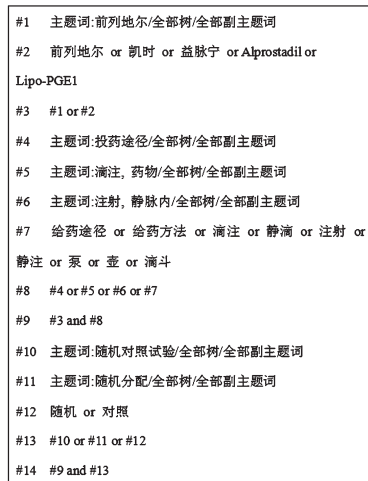 #1 主题词:前列地尔/全部树/全部副主题词
#2 前列地尔 or 凯时 or 益脉宁 or Alprostadil or
Lipo-PGE1
#3 #1 or #2
#4 主题词:投药途径/全部树/全部副主题词
#5 主题词:滴注, 药物/全部树/全部副主题词
#6 主题词:注射, 静脉内/全部树/全部副主题词
#7 给药途径 or 给药方法 or 滴注 or 静滴 or 注射 or
静注 or 泵 or 壶 or 滴斗
#8 #4 or #5 or #6 or #7
#9 #3 and #8
#10 主题词:随机对照试验/全部树/全部副主题词
#11 主题词:随机分配/全部树/全部副主题词
#12 随机 or 对照
#13 #10 or #11 or #12
#14 #9 and #13